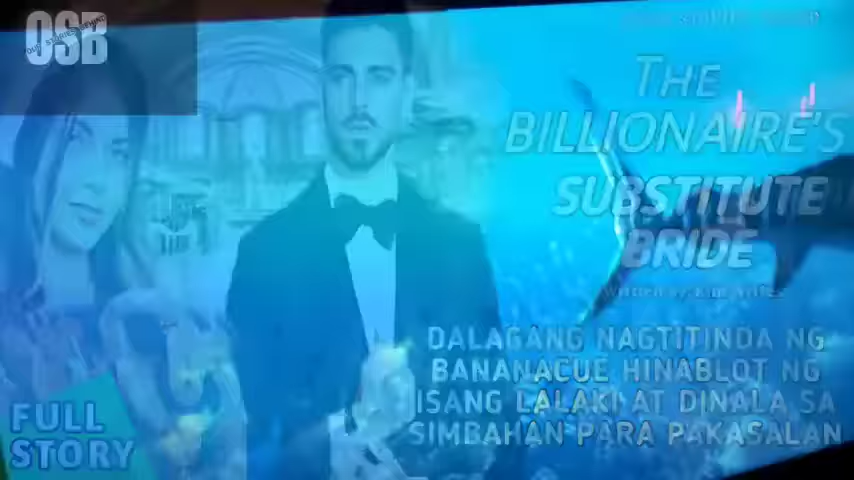 OSB
THE
BILLIONAIRE'S
SUBSTITUTE
BRIDE
DALAGANG NAGTITINDA NG
BANANACUE HINABLOT NG
ISANG LALAKI AT DINALA SA
SIMBAHAN PARA PAKASALAN
FULL
STORY